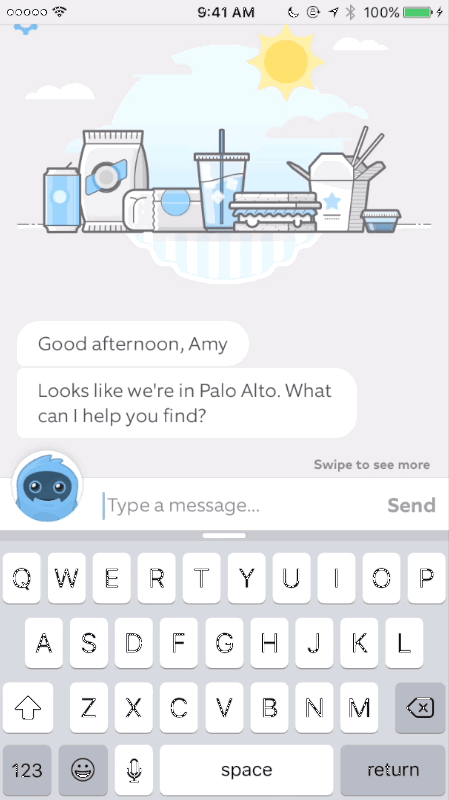 9:41 AM 100%
Good afternoon, Amy
Looks like we're in Palo Alto. What
can I help you find?
Swipe to see more
Type a message... Send
Q W E R T Y U I O P
A S D F G H J K L
Z X C V B N M
123 space return